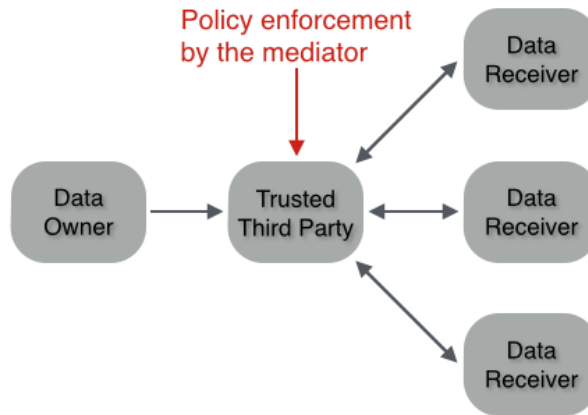 Policy enforcement
by the mediator
Data
Receiver
Data
Owner
Trusted
Third Party
Data
Receiver
Data
Receiver